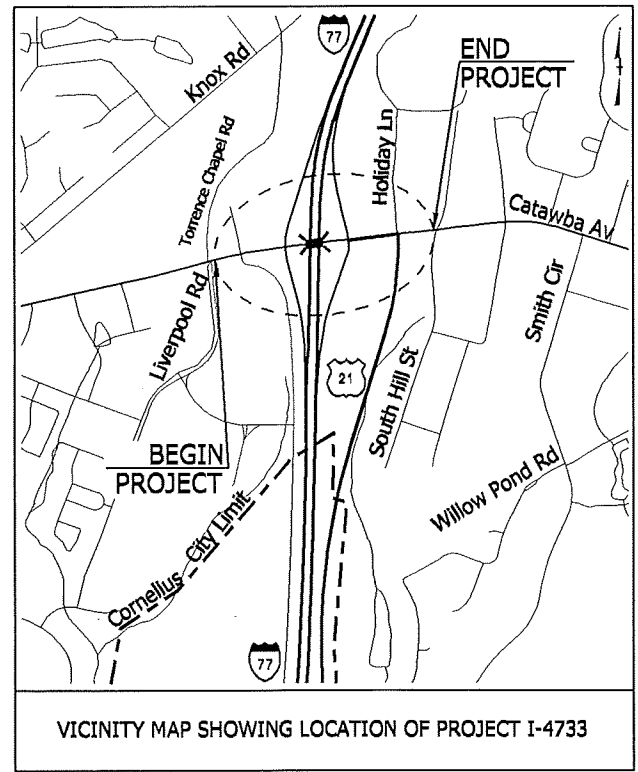 77
END
PROJECT
Knox Rd
Torrence Chapel Rd
Holiday Ln
Catawba Av
Liverpool Rd
Smith Cir
21
South Hill St
BEGIN
PROJECT
Willow Pond Rd
Cornelius City Limit
77
VICINITY MAP SHOWING LOCATION OF PROJECT I-4733